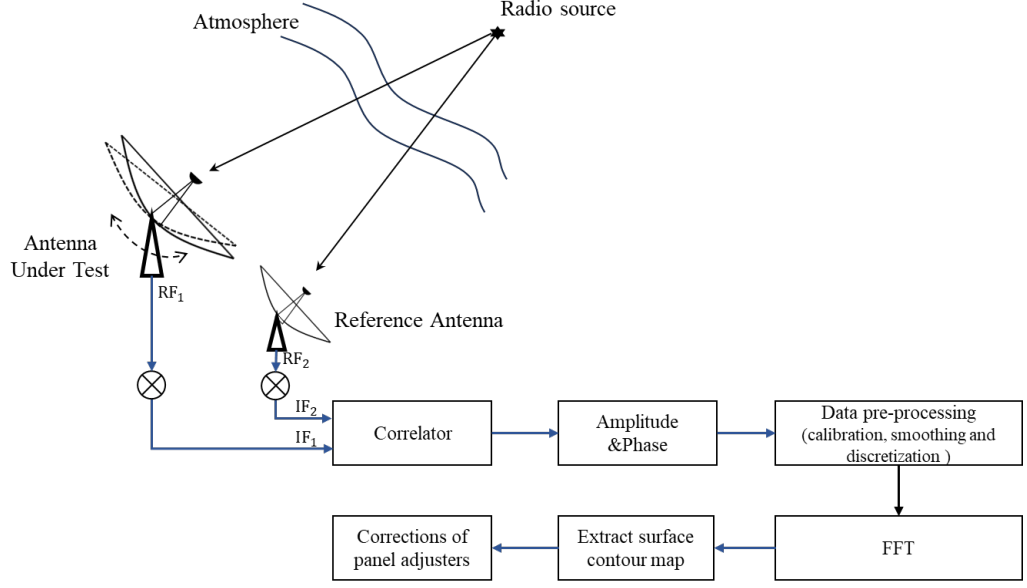 Radio source
Atmosphere
Antenna
Under Test
RF₁
Reference Antenna
RF₂
IF₂
IF₁
Correlator
Amplitude
&Phase
Data pre-processing
(calibration, smoothing and
discretization )
Corrections of
panel adjusters
Extract surface
contour map
FFT